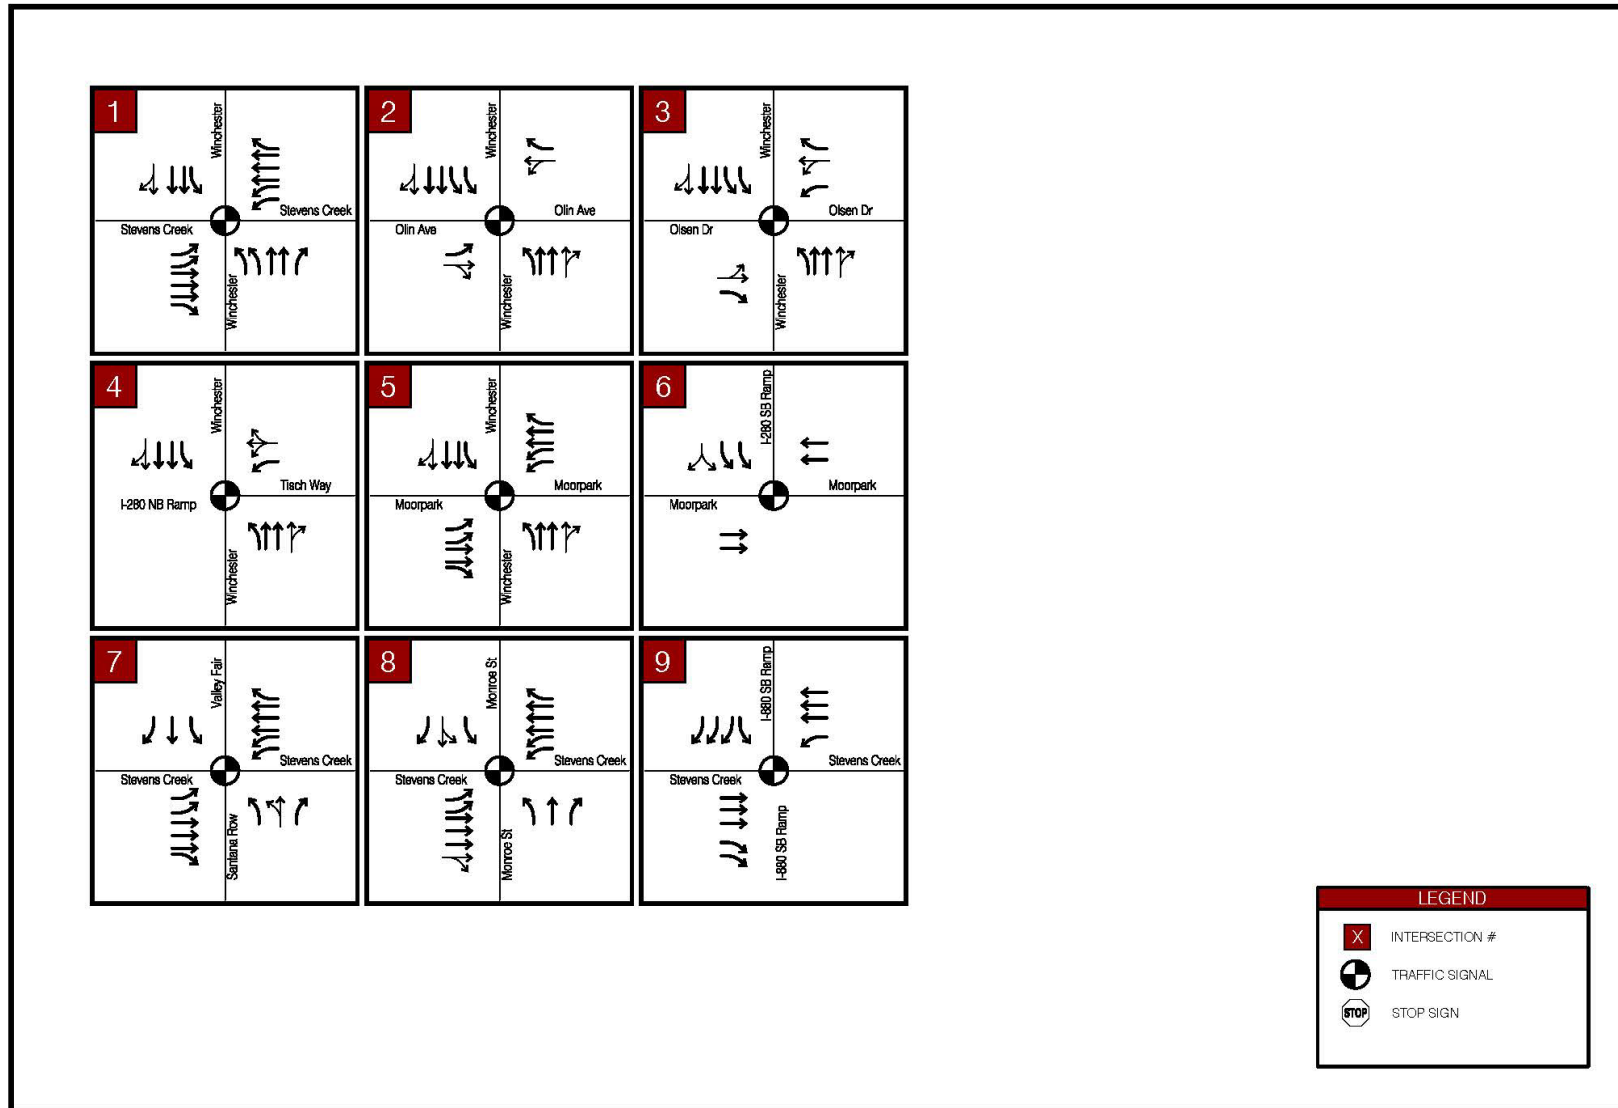 1
Winchester
Stevens Creek
Stevens Creek
Winchester
2
Winchester
Olin Ave
Olin Ave
Winchester
3
Winchester
Olsen Dr
Olsen Dr
Winchester
4
Winchester
Tisch Way
I-280 NB Ramp
Winchester
5
Winchester
Moorpark
Moorpark
Winchester
6
I-280 SB Ramp
Moorpark
Moorpark
7
Valley Fair
Stevens Creek
Stevens Creek
Santana Row
8
Monroe St
Stevens Creek
Stevens Creek
Monroe St
9
I-880 SB Ramp
Stevens Creek
Stevens Creek
I-880 SB Ramp
LEGEND
X INTERSECTION #
TRAFFIC SIGNAL
STOP STOP SIGN